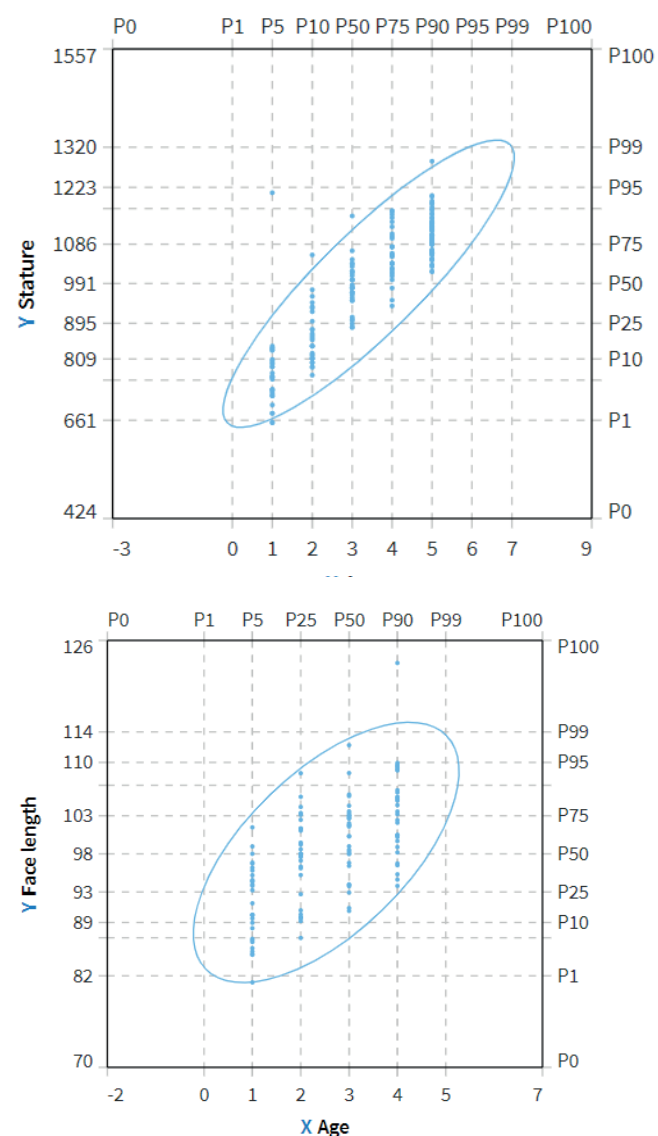 P0 P1 P5 P10 P50 P75 P90 P95 P99 P100
1557 P100
1320 P99
1223 P95
1086 P75
991 P50
895 P25
809 P10
661 P1
424 P0
Y Stature
-3 0 1 2 3 4 5 6 7 9
P0 P1 P5 P25 P50 P90 P99 P100
126 P100
114 P99
110 P95
103 P75
98 P50
93 P25
89 P10
82 P1
70 P0
Y Face length
-2 0 1 2 3 4 5 7
X Age